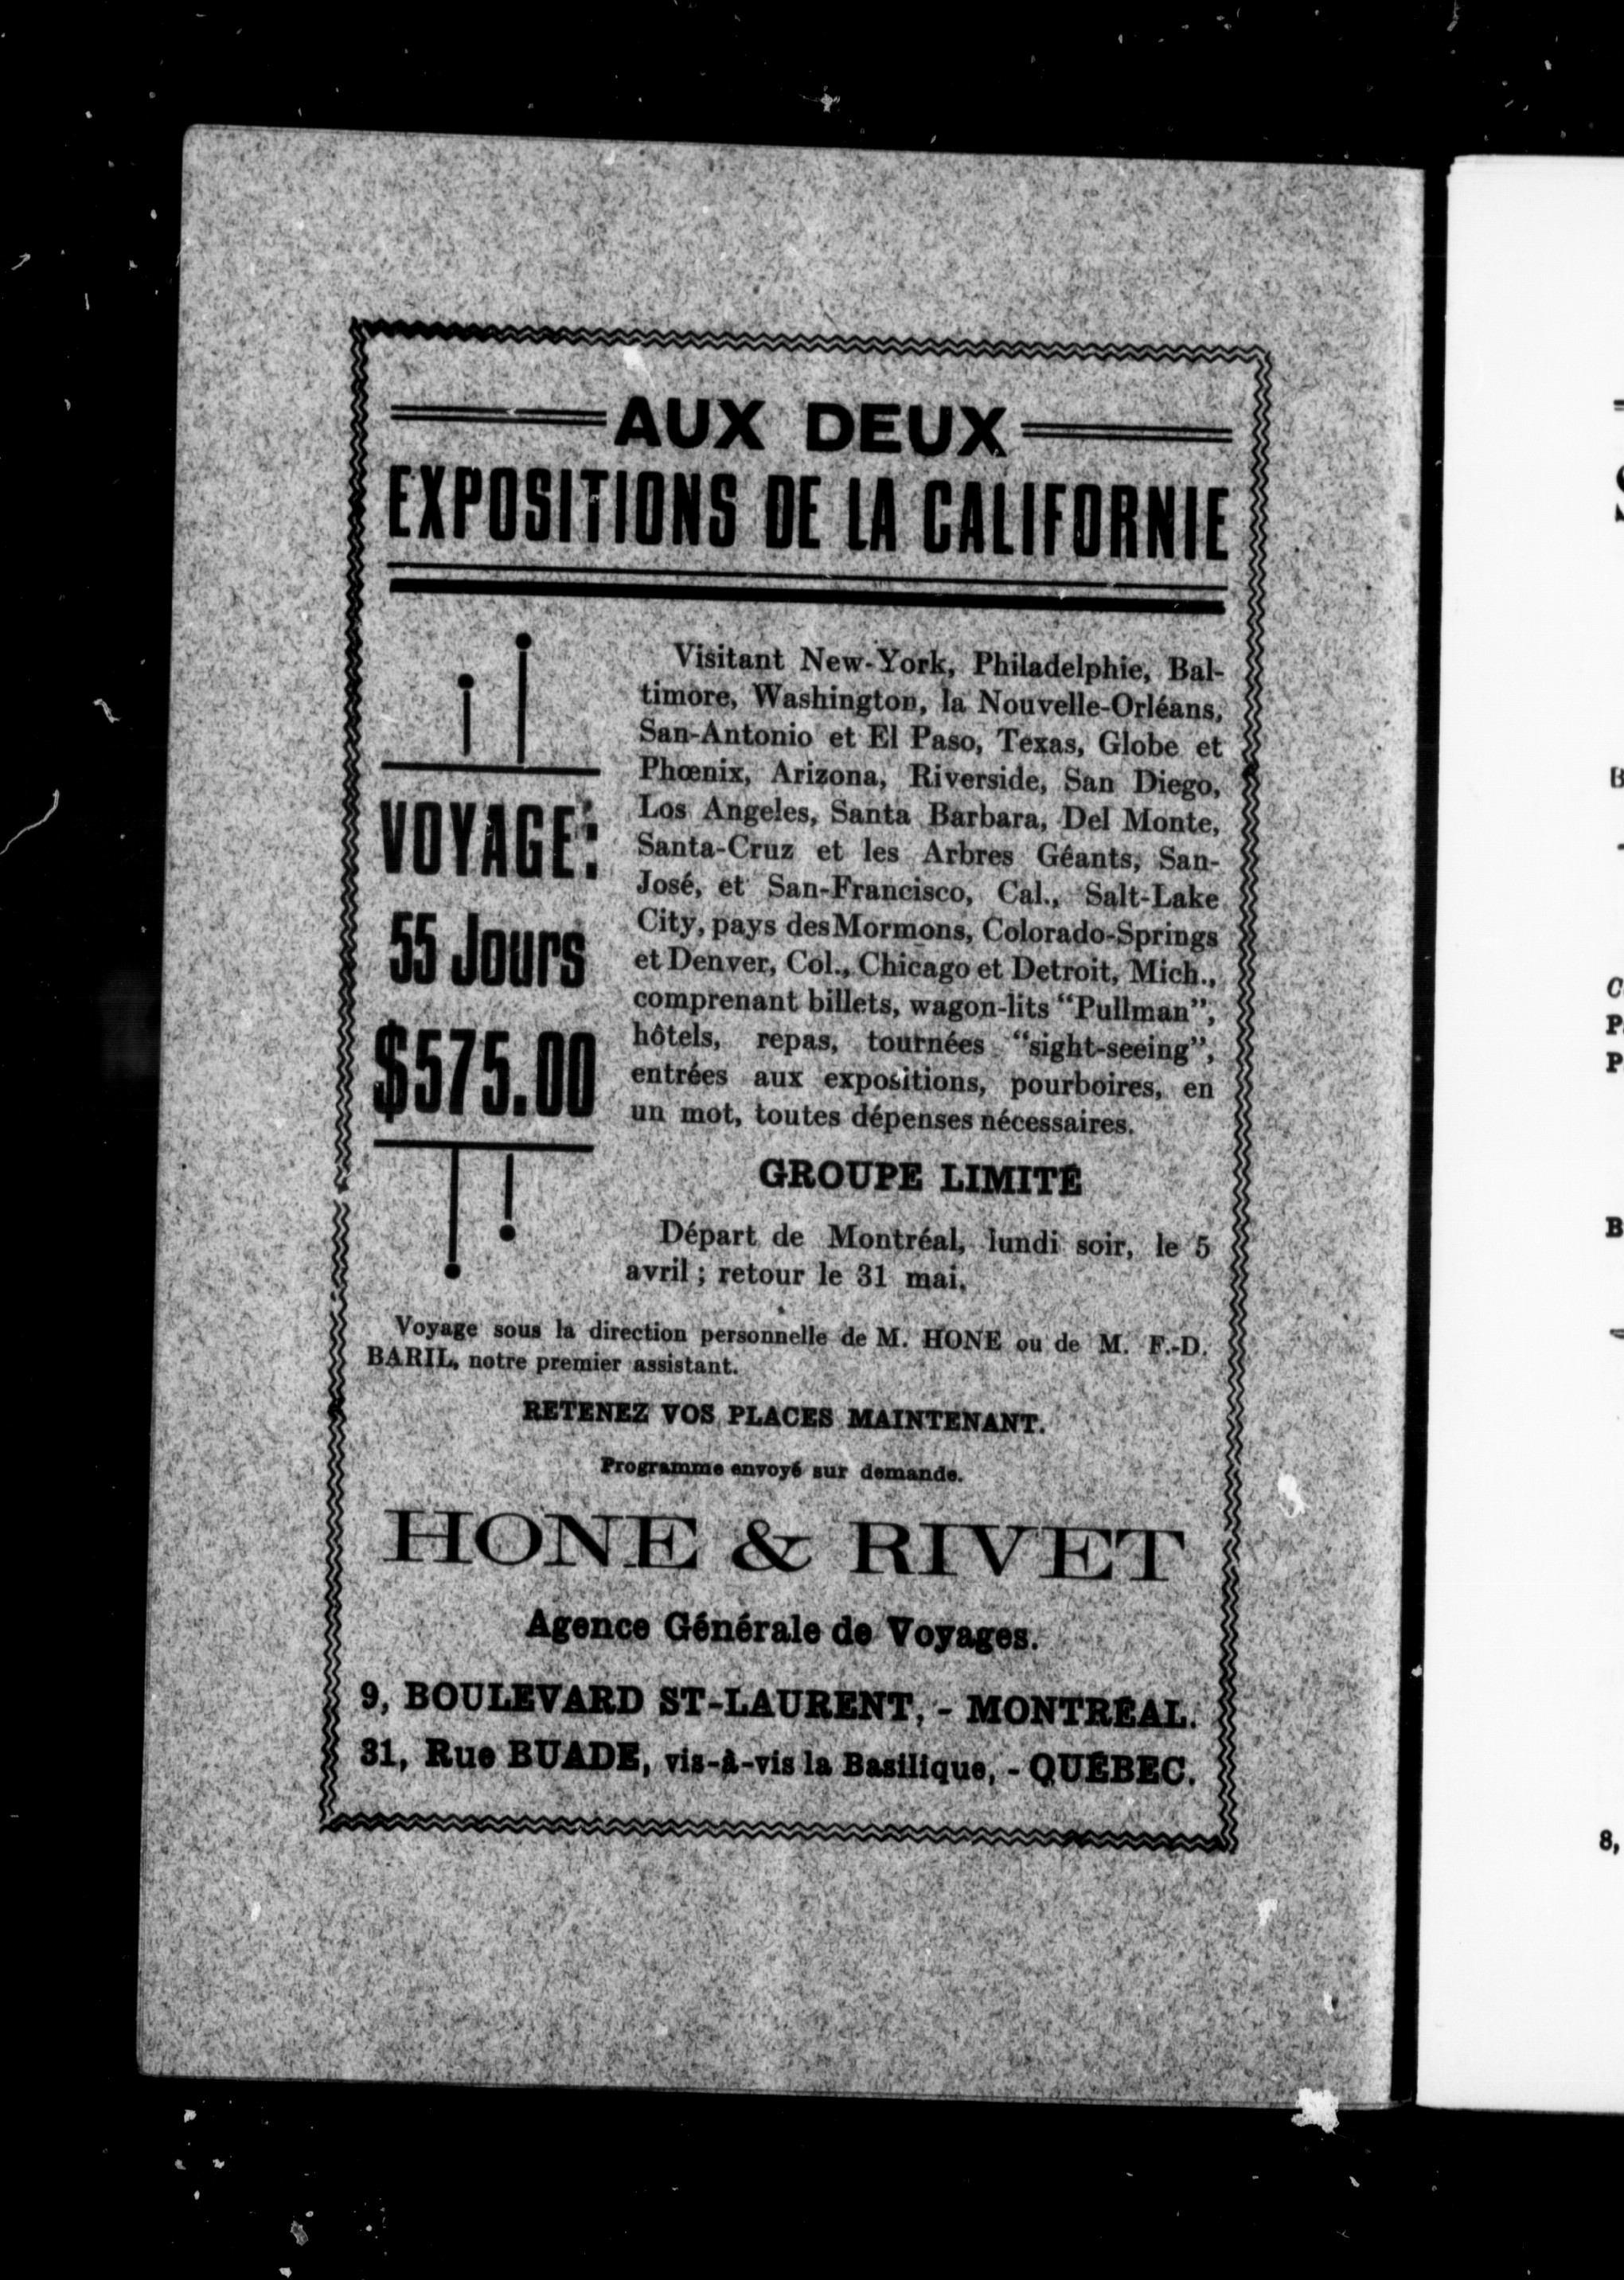 AUX DEUX
EXPOSITIONS DE LA CALIFORNIE
VOYAGE:
55 Jours
$575.00
Visitant New-York, Philadelphie, Bal-
timore, Washington, la Nouvelle-Orléans,
San-Antonio et El Paso, Texas, Globe et
Phœnix, Arizona, Riverside, San Diego,
Los Angeles, Santa Barbara, Del Monte,
Santa-Cruz et les Arbres Géants, San-
José, et San-Francisco, Cal., Salt-Lake
City, pays des Mormons, Colorado-Springs
et Denver, Col., Chicago et Detroit, Mich.,
comprenant billets, wagon-lits "Pullman",
hôtels, repas, tournées "sight-seeing",
entrées aux expositions, pourboires, en
un mot, toutes dépenses nécessaires.
GROUPE LIMITÉ
Départ de Montréal, lundi soir, le 5
avril ; retour le 31 mai.
Voyage sous la direction personnelle de M. HONE ou de M. F.-D.
BARIL, notre premier assistant.
RETENEZ VOS PLACES MAINTENANT.
Programme envoyé sur demande.
HONE & RIVET
Agence Générale de Voyages.
9, BOULEVARD ST-LAURENT, - MONTRÉAL.
31, Rue BUADE, vis-à-vis la Basilique, - QUÉBEC.